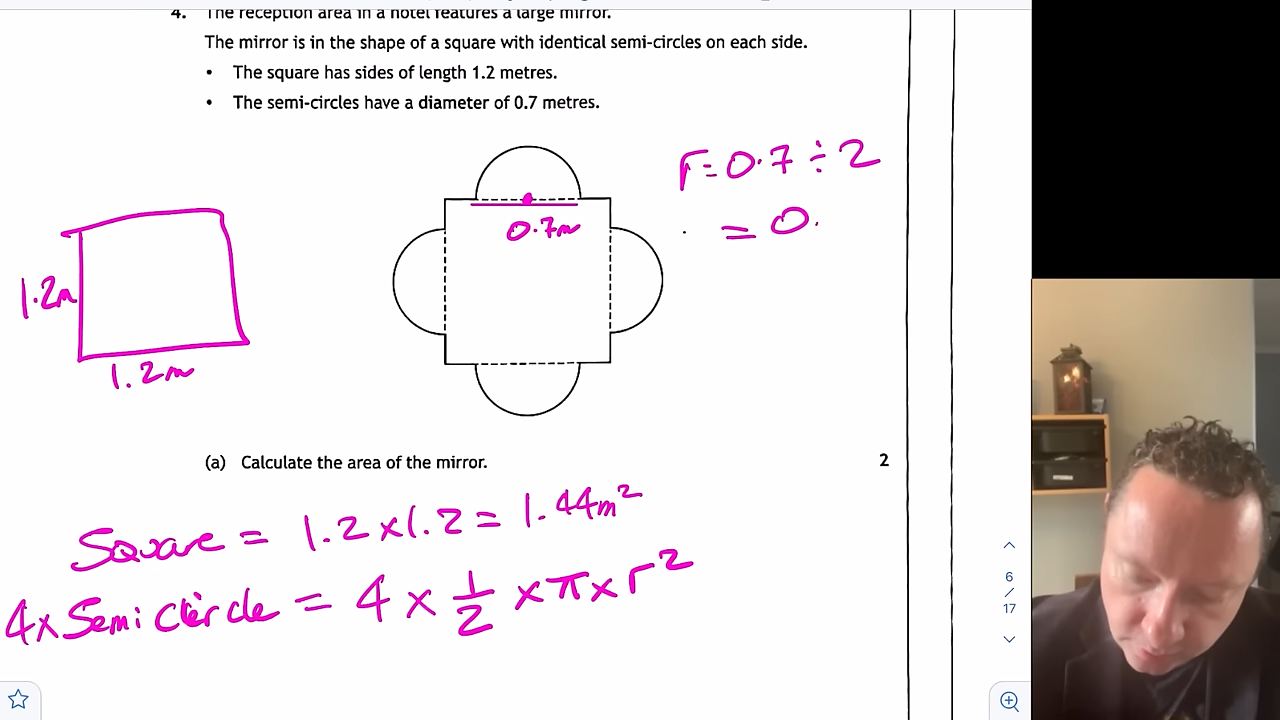 4. The reception area in a hotel features a large mirror.
The mirror is in the shape of a square with identical semi-circles on each side.
• The square has sides of length 1.2 metres.
• The semi-circles have a diameter of 0.7 metres.
r = 0.7 ÷ 2
= 0.
0.7m
1.2m
1.2m
(a) Calculate the area of the mirror.
2
Square = 1.2 × 1.2 = 1.44m²
4× Semi Circle = 4 × 1/2 × π × r²
6
/
17